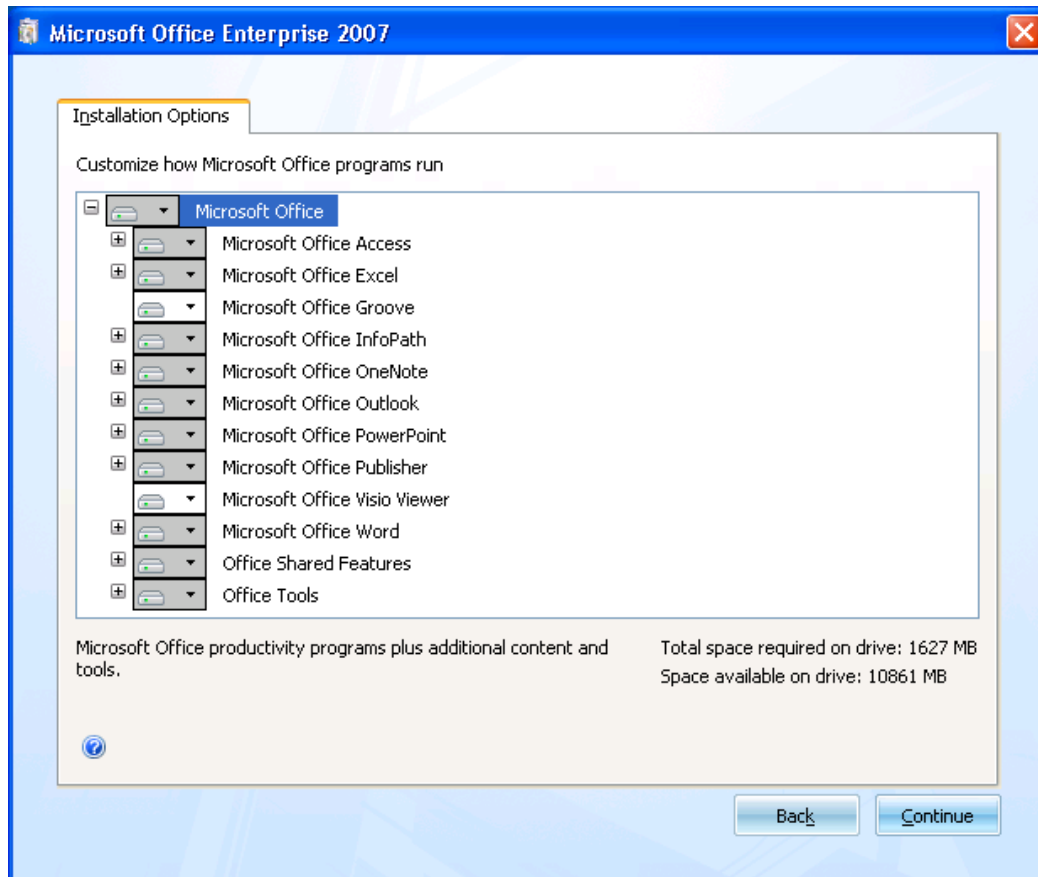 Microsoft Office Enterprise 2007
Installation Options
Customize how Microsoft Office programs run
Microsoft Office
Microsoft Office Access
Microsoft Office Excel
Microsoft Office Groove
Microsoft Office InfoPath
Microsoft Office OneNote
Microsoft Office Outlook
Microsoft Office PowerPoint
Microsoft Office Publisher
Microsoft Office Visio Viewer
Microsoft Office Word
Office Shared Features
Office Tools
Microsoft Office productivity programs plus additional content and
tools.
Total space required on drive: 1627 MB
Space available on drive: 10861 MB
Back
Continue